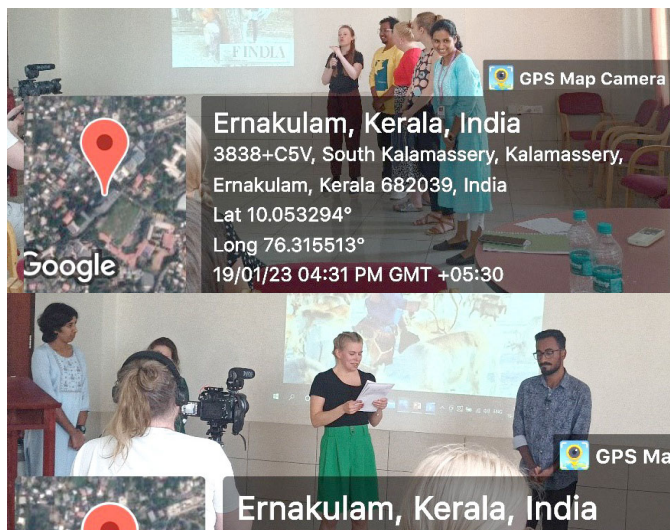 F INDIA
GPS Map Camera
Ernakulam, Kerala, India
3838+C5V, South Kalamassery, Kalamassery,
Ernakulam, Kerala 682039, India
Lat 10.053294°
Long 76.315513°
19/01/23 04:31 PM GMT +05:30
Google
GPS Ma
Ernakulam, Kerala, India